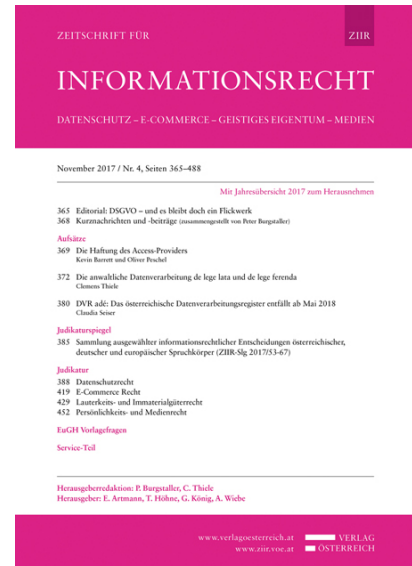 ZEITSCHRIFT FÜR
ZIIR
INFORMATIONSRECHT
DATENSCHUTZ – E-COMMERCE – GEISTIGES EIGENTUM – MEDIEN
November 2017 / Nr. 4, Seiten 365–488
Mit Jahresübersicht 2017 zum Herausnehmen
365 Editorial: DSGVO – und es bleibt doch ein Flickwerk
368 Kurznachrichten und -beiträge (zusammengestellt von Peter Burgstaller)
Aufsätze
369 Die Haftung des Access-Providers
Kevin Barrett und Oliver Peschel
372 Die anwaltliche Datenverarbeitung de lege lata und de lege ferenda
Clemens Thiele
380 DVR adé: Das österreichische Datenverarbeitungsregister entfällt ab Mai 2018
Claudia Seiser
Judikaturspiegel
385 Sammlung ausgewählter informationsrechtlicher Entscheidungen österreichischer,
deutscher und europäischer Spruchkörper (ZIIR-Slg 2017/53-67)
Judikatur
388 Datenschutzrecht
419 E-Commerce Recht
429 Lauterkeits- und Immaterialgüterrecht
452 Persönlichkeits- und Medienrecht
EuGH Vorlagefragen
Service-Teil
Herausgeberredaktion: P. Burgstaller, C. Thiele
Herausgeber: E. Artmann, T. Höhne, G. König, A. Wiebe
www.verlagoesterreich.at
www.ziir.voe.at
VERLAG
ÖSTERREICH